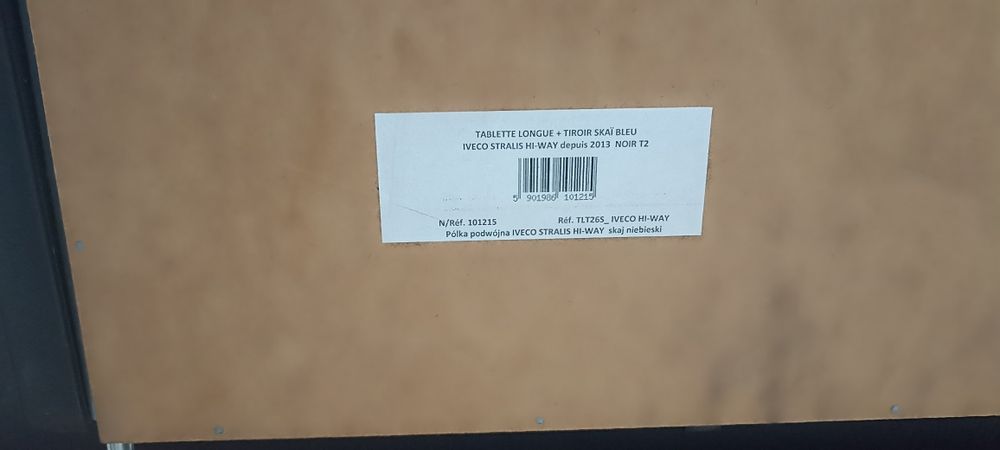 TABLETTE LONGUE + TIROIR SKAÏ BLEU
IVECO STRALIS HI-WAY depuis 2013 NOIR T2
5 901986 101215
N/Réf. 101215 Réf. TLT26S_ IVECO HI-WAY
Półka podwójna IVECO STRALIS HI-WAY skaj niebieski